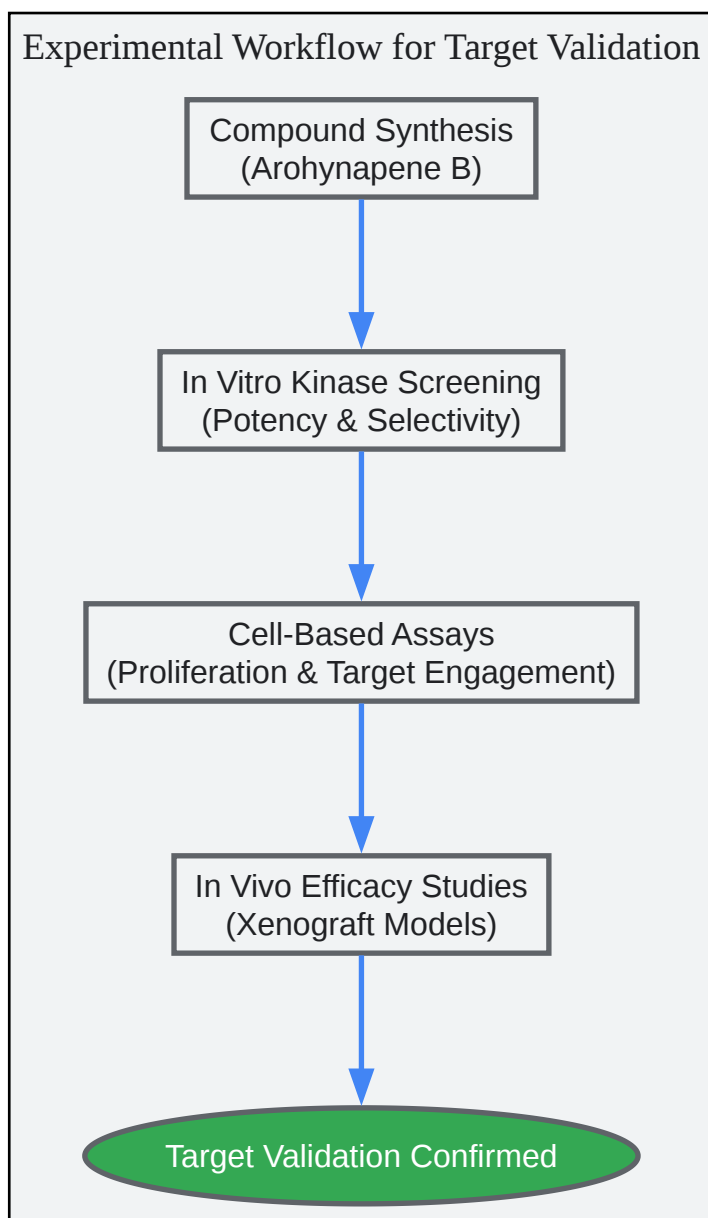 Experimental Workflow for Target Validation
Compound Synthesis
(Arohynapene B)
In Vitro Kinase Screening
(Potency & Selectivity)
Cell-Based Assays
(Proliferation & Target Engagement)
In Vivo Efficacy Studies
(Xenograft Models)
Target Validation Confirmed